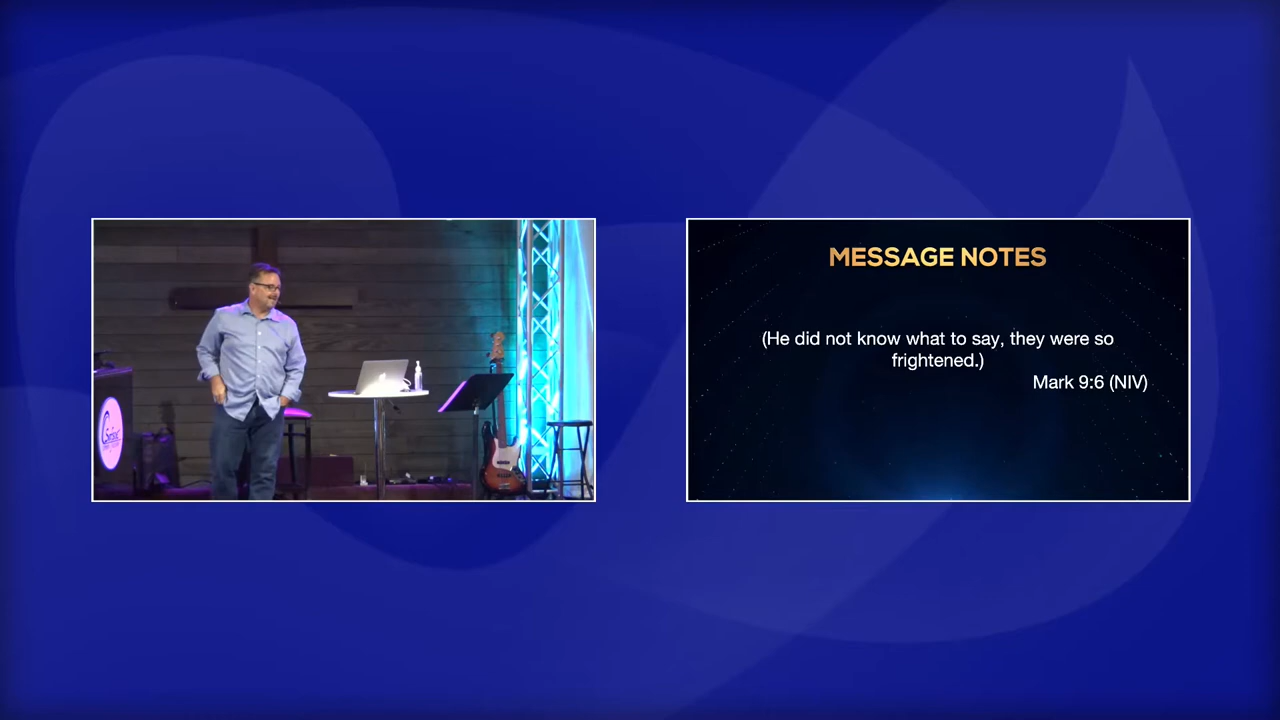 MESSAGE NOTES
(He did not know what to say, they were so
frightened.)
Mark 9:6 (NIV)